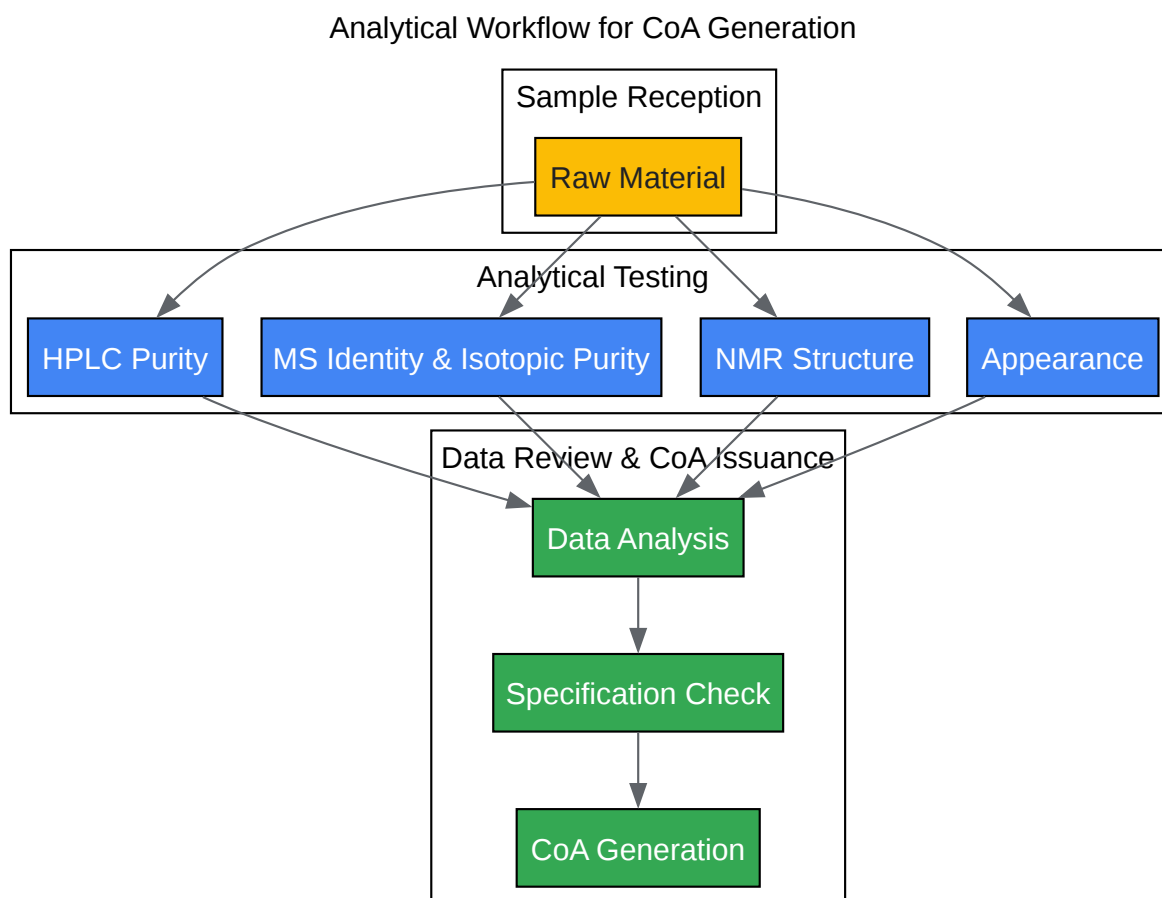 Analytical Workflow for CoA Generation
Sample Reception
Raw Material
Analytical Testing
HPLC Purity
MS Identity & Isotopic Purity
NMR Structure
Appearance
Data Review & CoA Issuance
Data Analysis
Specification Check
CoA Generation